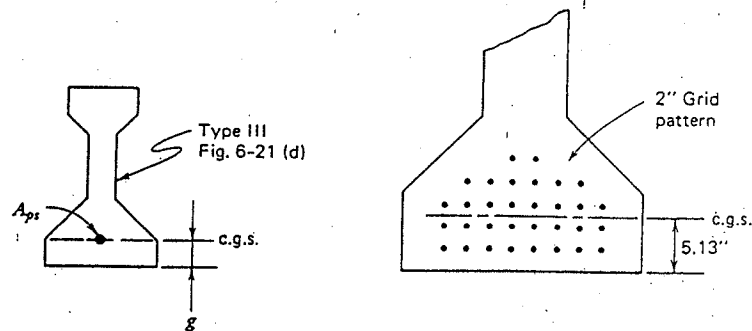 Type III
Fig. 6-21 (d)
A_ps
c.g.s.
g
2" Grid
pattern
c.g.s.
5.13"